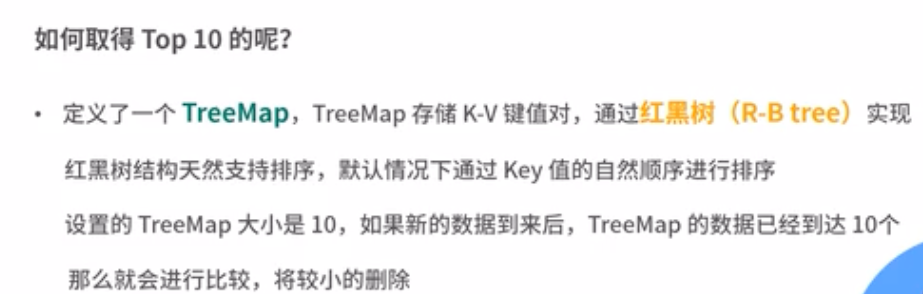 如何取得 Top 10 的呢?
• 定义了一个 TreeMap，TreeMap 存储 K-V 键值对，通过红黑树（R-B tree）实现
红黑树结构天然支持排序，默认情况下通过 Key 值的自然顺序进行排序
设置的 TreeMap 大小是 10，如果新的数据到来后，TreeMap 的数据已经到达 10个
那么就会进行比较，将较小的删除